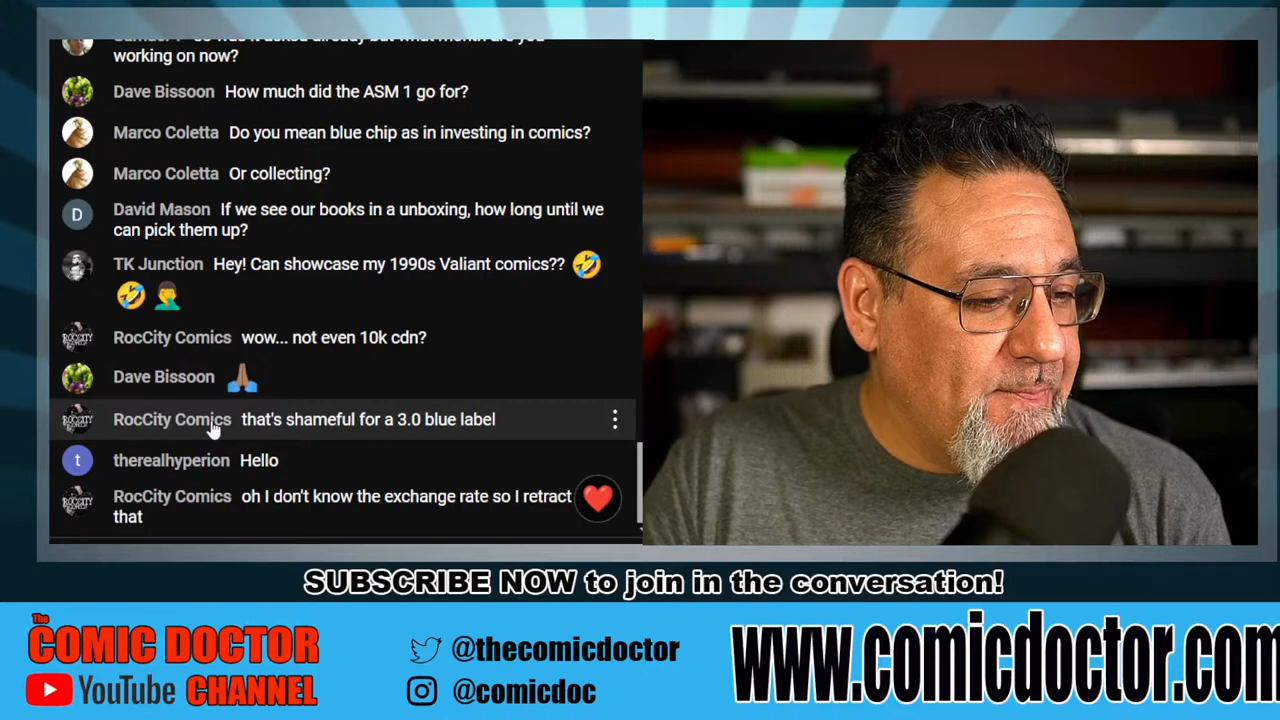 working on now?
Dave Bissoon How much did the ASM 1 go for?
Marco Coletta Do you mean blue chip as in investing in comics?
Marco Coletta Or collecting?
D David Mason If we see our books in a unboxing, how long until we
can pick them up?
TK Junction Hey! Can showcase my 1990s Valiant comics?? 🤣
🤣 🤦‍♂️
RocCity Comics wow... not even 10k cdn?
Dave Bissoon 🙏🏽
RocCity Comics that's shameful for a 3.0 blue label
t therealhyperion Hello
RocCity Comics oh I don't know the exchange rate so I retract
that
SUBSCRIBE NOW to join in the conversation!
The
COMIC DOCTOR
YouTube CHANNEL
@thecomicdoctor
@comicdoc
www.comicdoctor.com